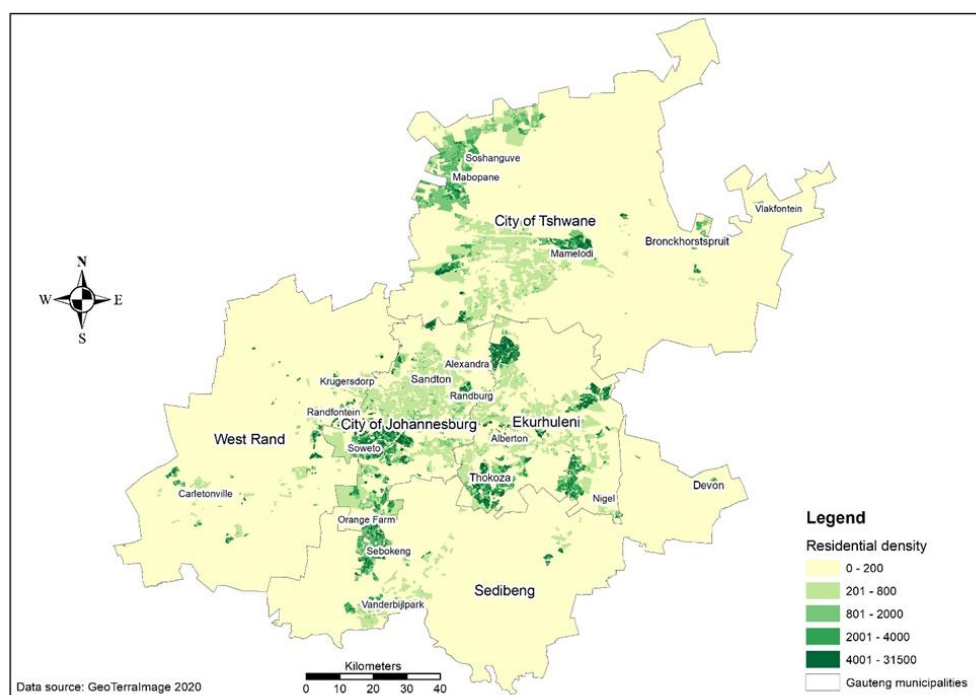 Soshanguve
Mabopane
City of Tshwane
Vlakfontein
Bronckhorstspruit
Mamelodi
N
W E
S
Alexandra
Krugersdorp
Sandton
Randburg
Randfontein
City of Johannesburg
Ekurhuleni
West Rand
Soweto
Alberton
Thokoza
Carletonville
Nigel
Devon
Orange Farm
Sebokeng
Sedibeng
Vanderbijlpark
Legend
Residential density
0 - 200
201 - 800
801 - 2000
2001 - 4000
4001 - 31500
Gauteng municipalities
Kilometers
0 10 20 30 40
Data source: GeoTerraImage 2020